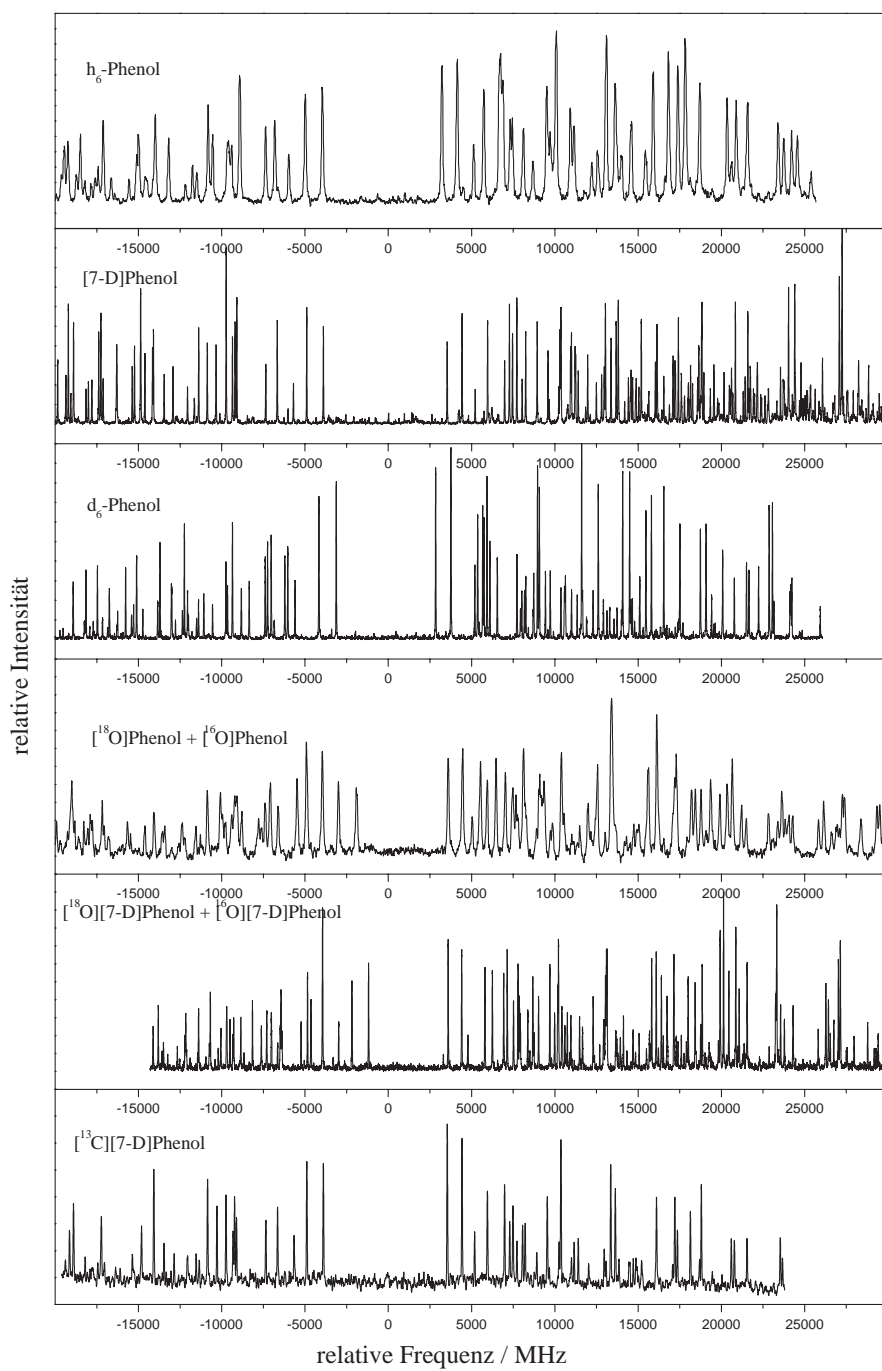 h6-Phenol
-15000 -10000 -5000 0 5000 10000 15000 20000 25000
[7-D]Phenol
-15000 -10000 -5000 0 5000 10000 15000 20000 25000
d6-Phenol
-15000 -10000 -5000 0 5000 10000 15000 20000 25000
[18O]Phenol + [16O]Phenol
-15000 -10000 -5000 0 5000 10000 15000 20000 25000
[18O][7-D]Phenol + [16O][7-D]Phenol
-15000 -10000 -5000 0 5000 10000 15000 20000 25000
[13C][7-D]Phenol
-15000 -10000 -5000 0 5000 10000 15000 20000 25000
relative Frequenz / MHz
relative Intensität